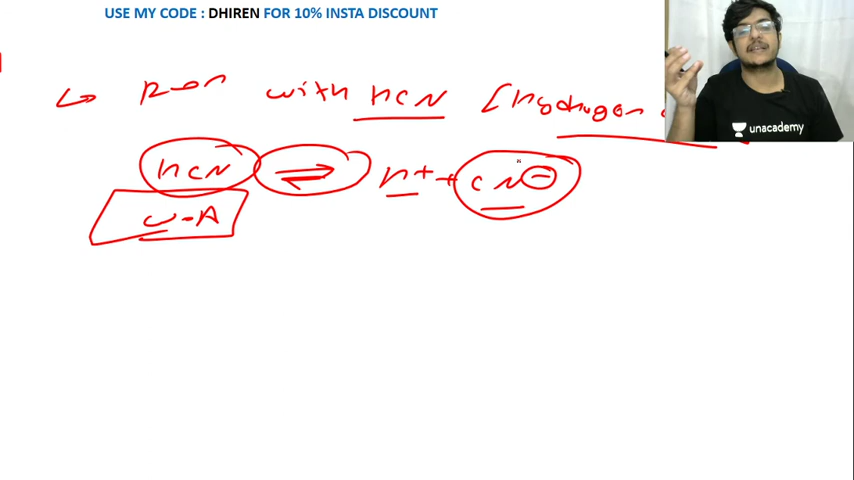 USE MY CODE : DHIREN FOR 10% INSTA DISCOUNT
↳ Rxn with HCN [Hydrogen
unacademy
HCN ⇌ H+ + CN⊖
W-A